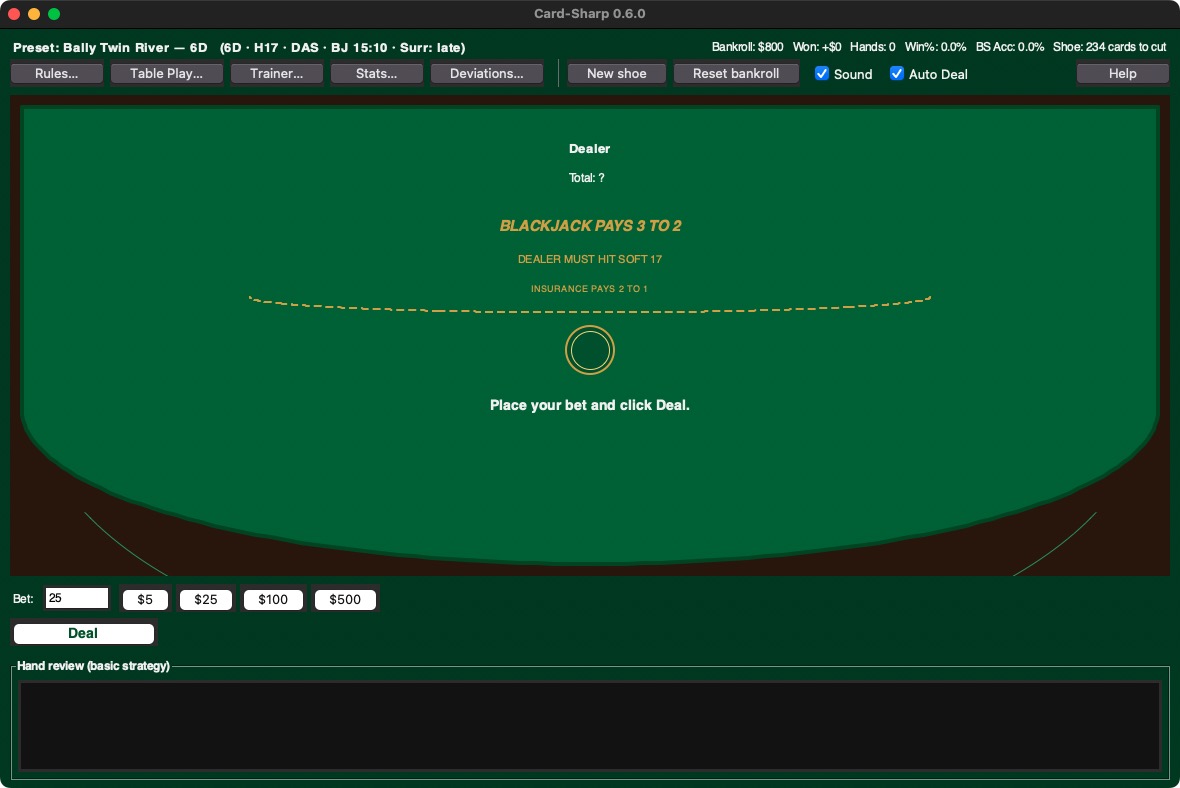 Card-Sharp 0.6.0
Preset: Bally Twin River — 6D (6D · H17 · DAS · BJ 15:10 · Surr: late) Bankroll: $800 Won: +$0 Hands: 0 Win%: 0.0% BS Acc: 0.0% Shoe: 234 cards to cut
Rules... Table Play... Trainer... Stats... Deviations... New shoe Reset bankroll Sound Auto Deal Help
Dealer
Total: ?
BLACKJACK PAYS 3 TO 2
DEALER MUST HIT SOFT 17
INSURANCE PAYS 2 TO 1
Place your bet and click Deal.
Bet: 25 $5 $25 $100 $500
Deal
Hand review (basic strategy)